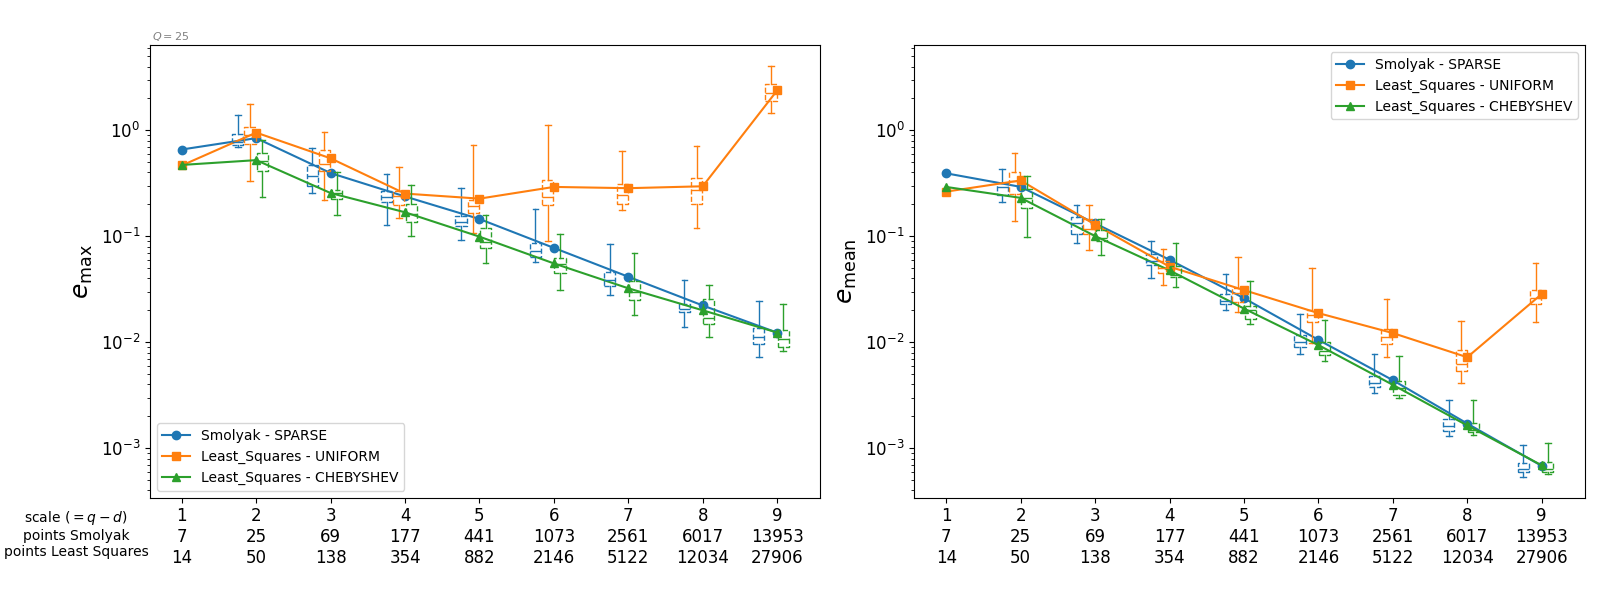 Q = 25
10⁰
10⁻¹
10⁻²
10⁻³
e_max
Smolyak - SPARSE
Least_Squares - UNIFORM
Least_Squares - CHEBYSHEV
scale (= q − d) 1 2 3 4 5 6 7 8 9
points Smolyak 7 25 69 177 441 1073 2561 6017 13953
points Least Squares 14 50 138 354 882 2146 5122 12034 27906
10⁰
10⁻¹
10⁻²
10⁻³
e_mean
Smolyak - SPARSE
Least_Squares - UNIFORM
Least_Squares - CHEBYSHEV
1 2 3 4 5 6 7 8 9
7 25 69 177 441 1073 2561 6017 13953
14 50 138 354 882 2146 5122 12034 27906